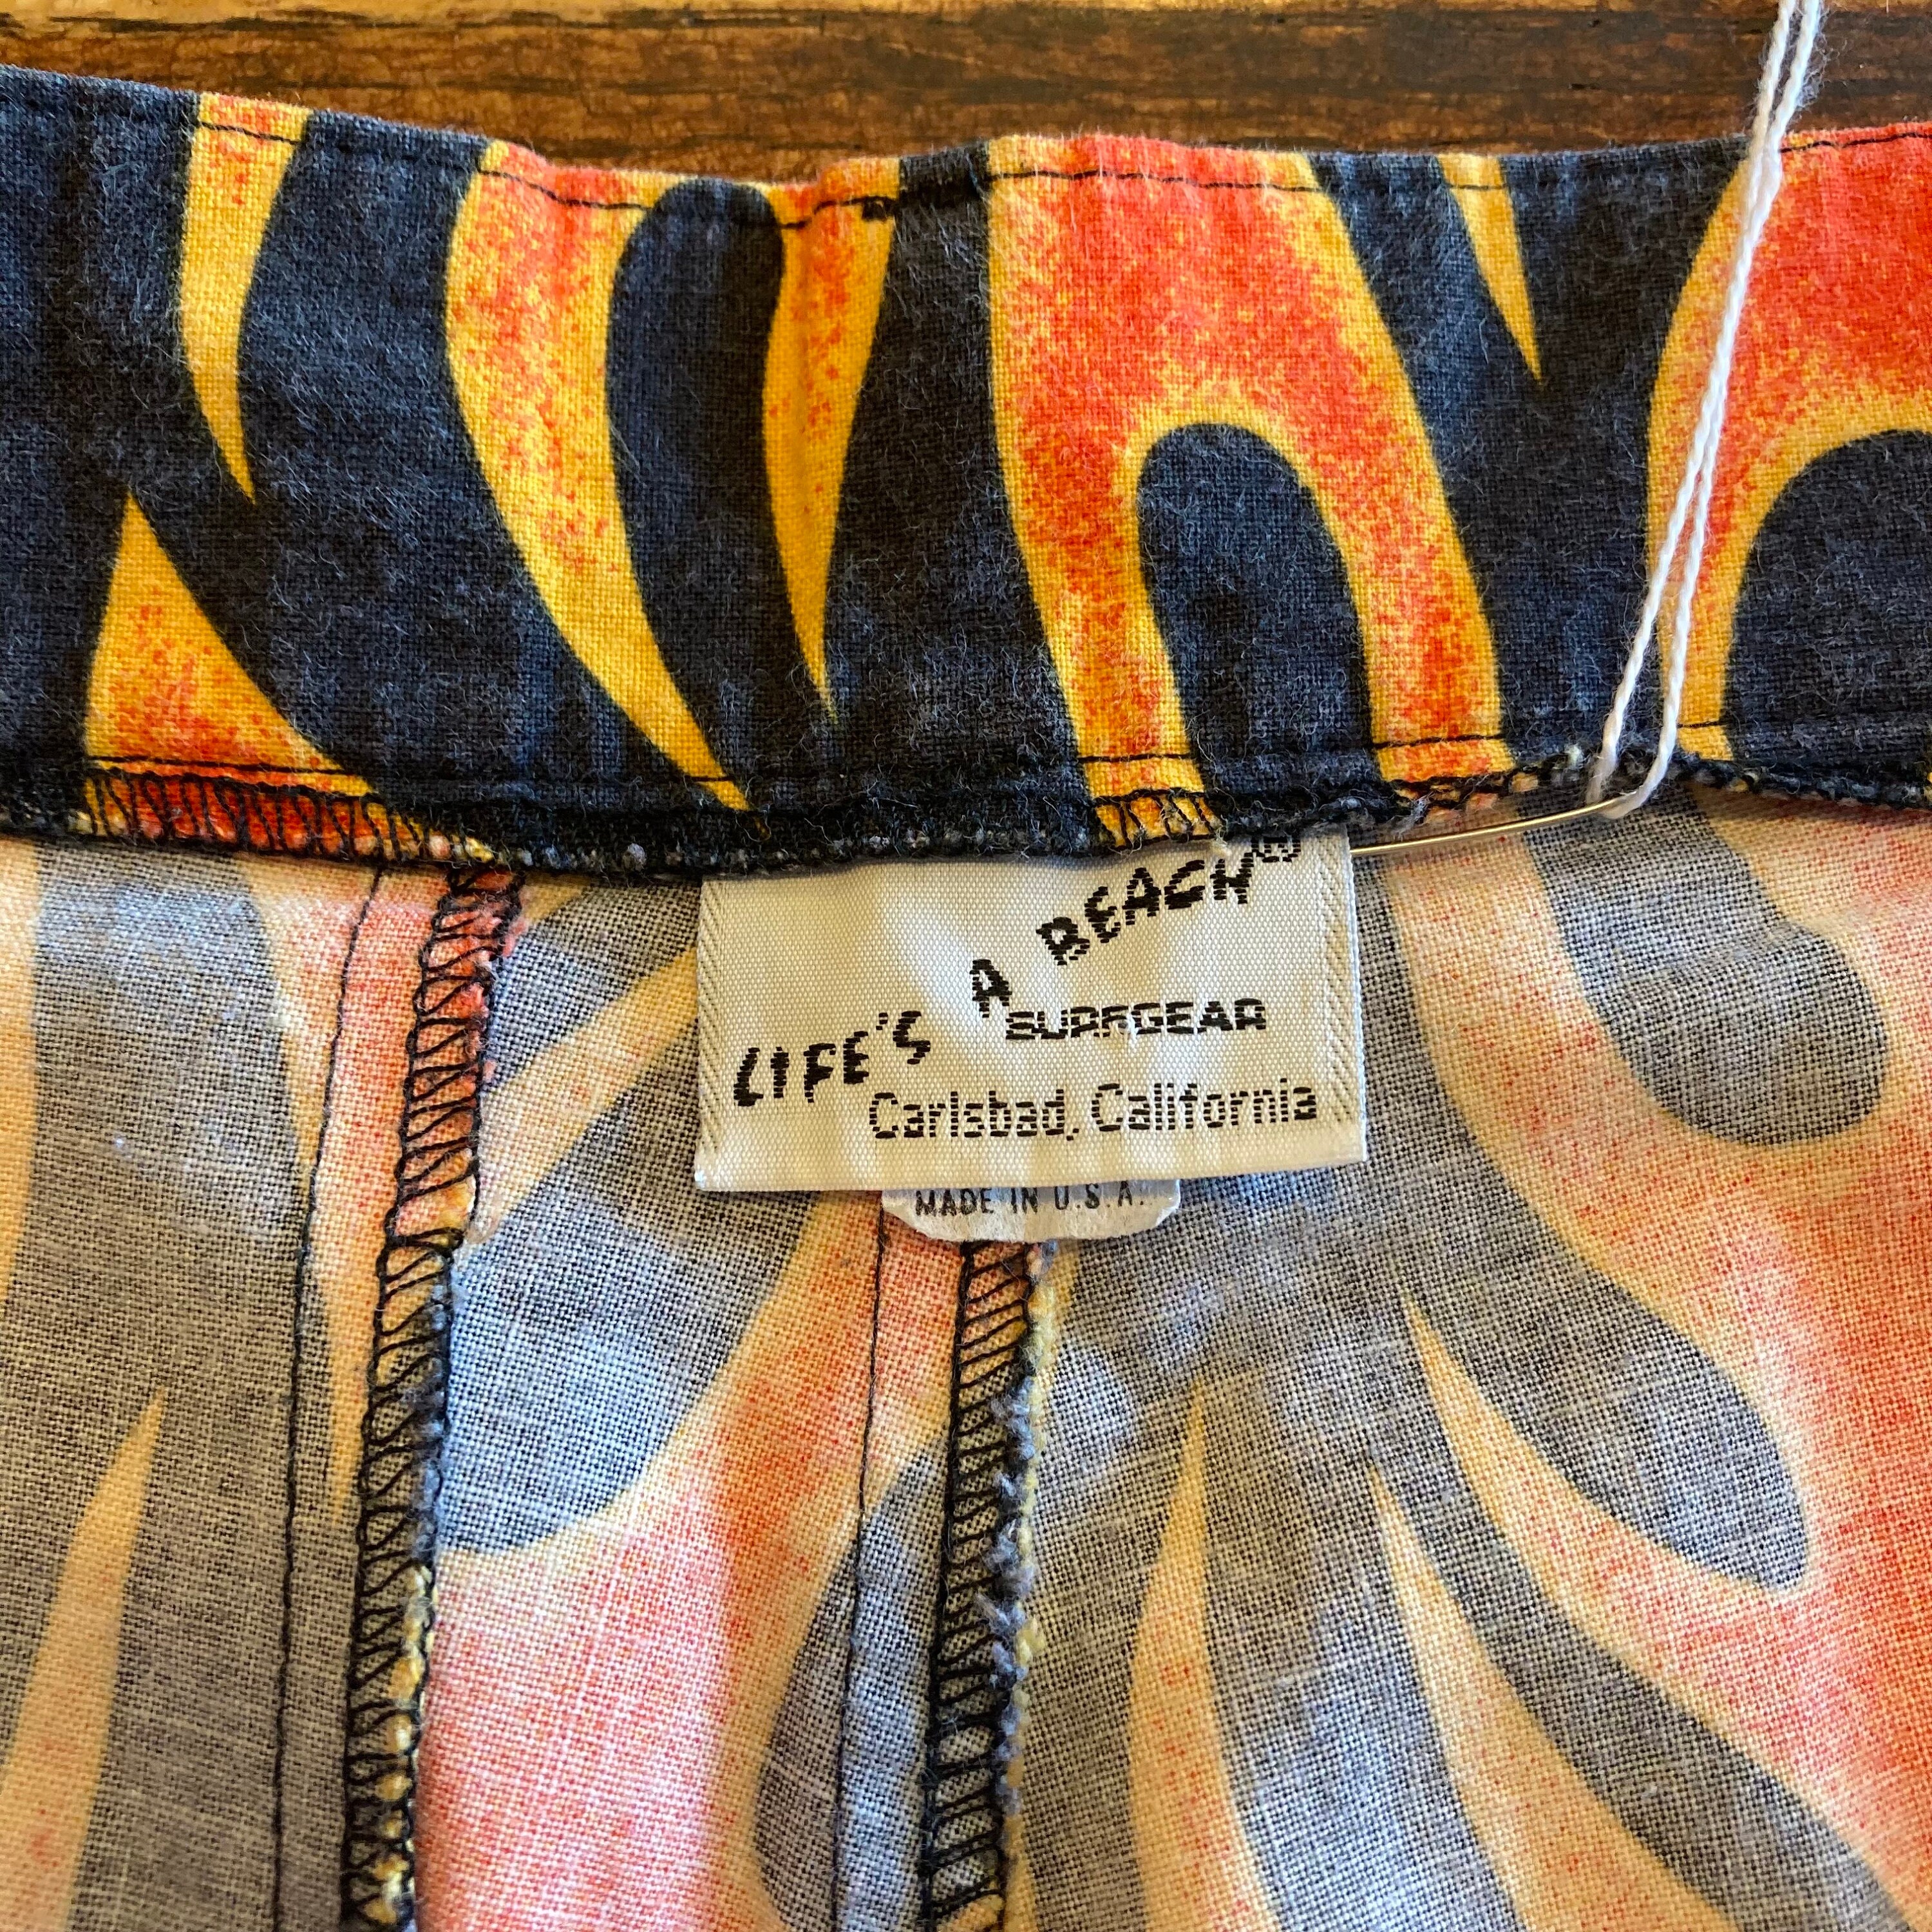 LIFE'S A BEACH®
SURFGEAR
Carlsbad, California
MADE IN U.S.A.